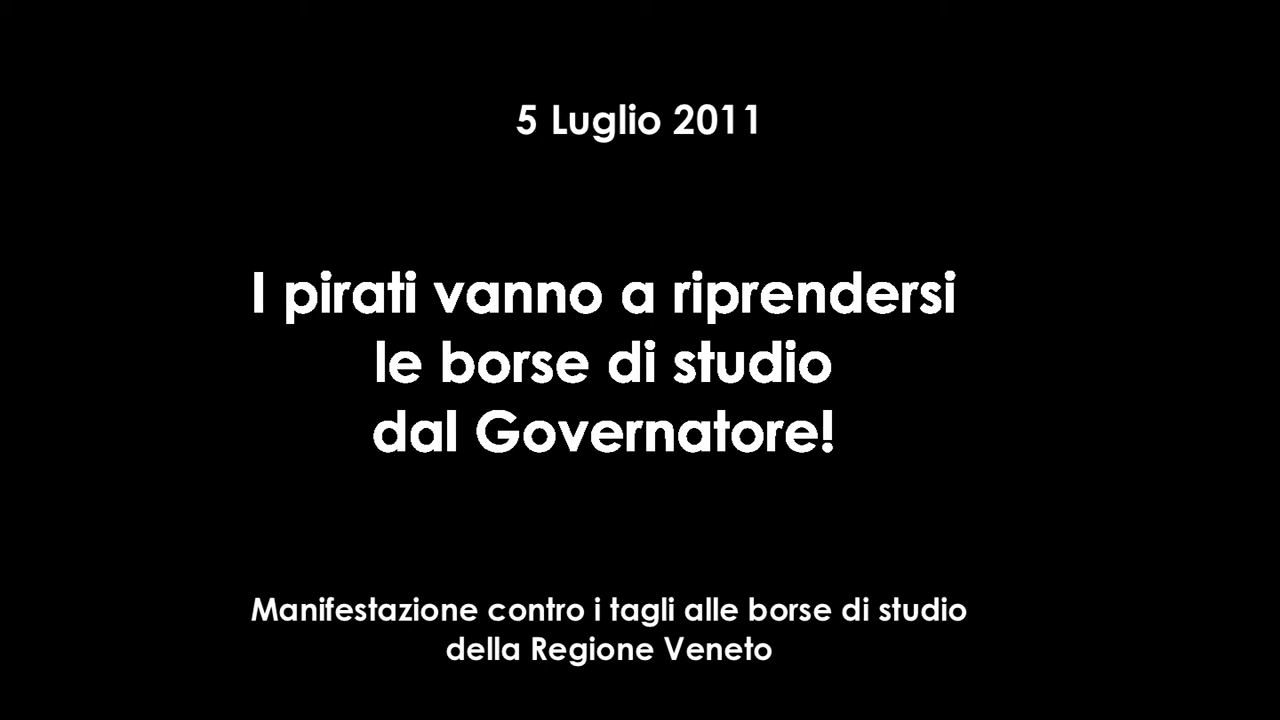 5 Luglio 2011
I pirati vanno a riprendersi
le borse di studio
dal Governatore!
Manifestazione contro i tagli alle borse di studio
della Regione Veneto